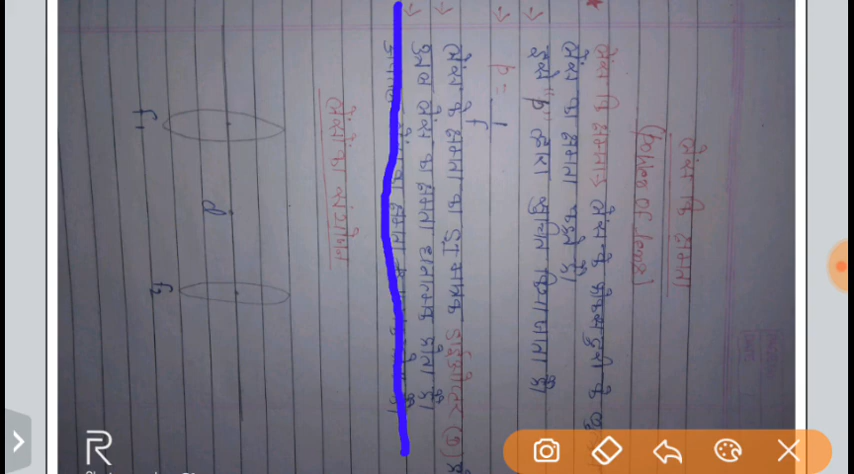 लेंस कि क्षमता
(power of lens)
लेंस कि क्षमता → लेंस के फोकस दुरी के
लेंस का क्षमता कहते है।
→ इसे "p" द्वारा सुचित किया जाता है।
→ p = 1/f
→ लेंस के क्षमता का SI मात्रक डाईऑप्टर (D)
→ उत्तल लेंस का क्षमता धनात्मक होता है।
लेंसो का संयोजन
f1 d f2
R